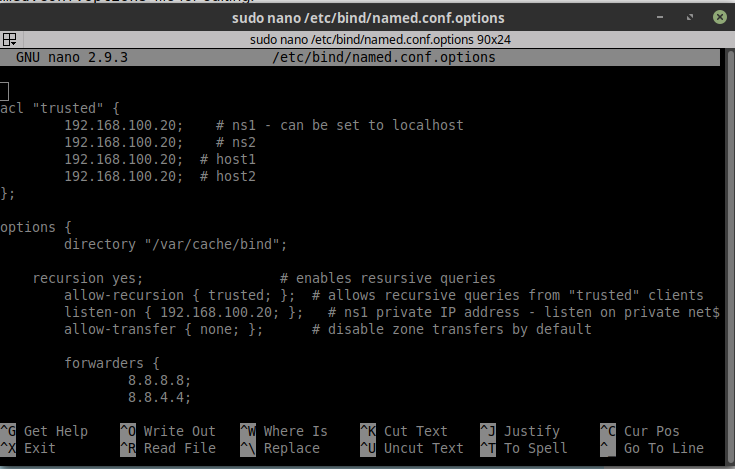 sudo nano /etc/bind/named.conf.options
sudo nano /etc/bind/named.conf.options 90x24
GNU nano 2.9.3 /etc/bind/named.conf.options
acl "trusted" {
192.168.100.20; # ns1 - can be set to localhost
192.168.100.20; # ns2
192.168.100.20; # host1
192.168.100.20; # host2
};
options {
directory "/var/cache/bind";
recursion yes; # enables resursive queries
allow-recursion { trusted; }; # allows recursive queries from "trusted" clients
listen-on { 192.168.100.20; }; # ns1 private IP address - listen on private net$
allow-transfer { none; }; # disable zone transfers by default
forwarders {
8.8.8.8;
8.8.4.4;
^G Get Help ^O Write Out ^W Where Is ^K Cut Text ^J Justify ^C Cur Pos
^X Exit ^R Read File ^\ Replace ^U Uncut Text ^T To Spell ^_ Go To Line